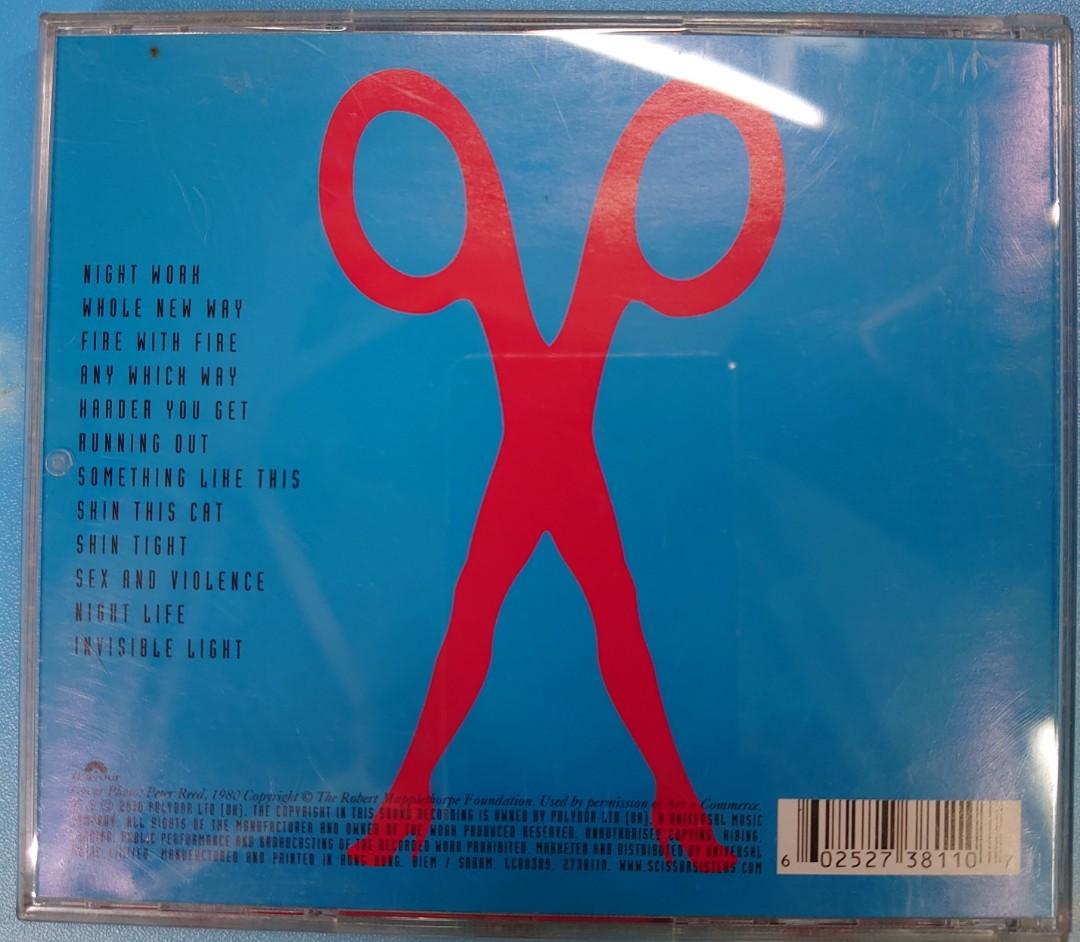 NIGHT WORK
WHOLE NEW WAY
FIRE WITH FIRE
ANY WHICH WAY
HARDER YOU GET
RUNNING OUT
SOMETHING LIKE THIS
SKIN THIS CAT
SKIN TIGHT
SEX AND VIOLENCE
NIGHT LIFE
INVISIBLE LIGHT
Cover Photo: Peter Reed, 1980 Copyright © The Robert Mapplethorpe Foundation. Used by permission of Art + Commerce.
© 2010 POLYDOR LTD (UK). THE COPYRIGHT IN THIS SOUND RECORDING IS OWNED BY POLYDOR LTD (UK). A UNIVERSAL MUSIC
COMPANY. ALL RIGHTS OF THE MANUFACTURER AND OWNER OF THE WORK PRODUCED RESERVED. UNAUTHORISED COPYING, HIRING,
PUBLIC PERFORMANCE AND BROADCASTING OF THE RECORDED WORK PROHIBITED. MARKETED AND DISTRIBUTED BY UNIVERSAL
MUSIC LIMITED. MANUFACTURED AND PRINTED IN HONG KONG. BIEM / SABAM. LC00309. 2738110. WWW.SCISSORSISTERS.COM
6 02527 38110 7